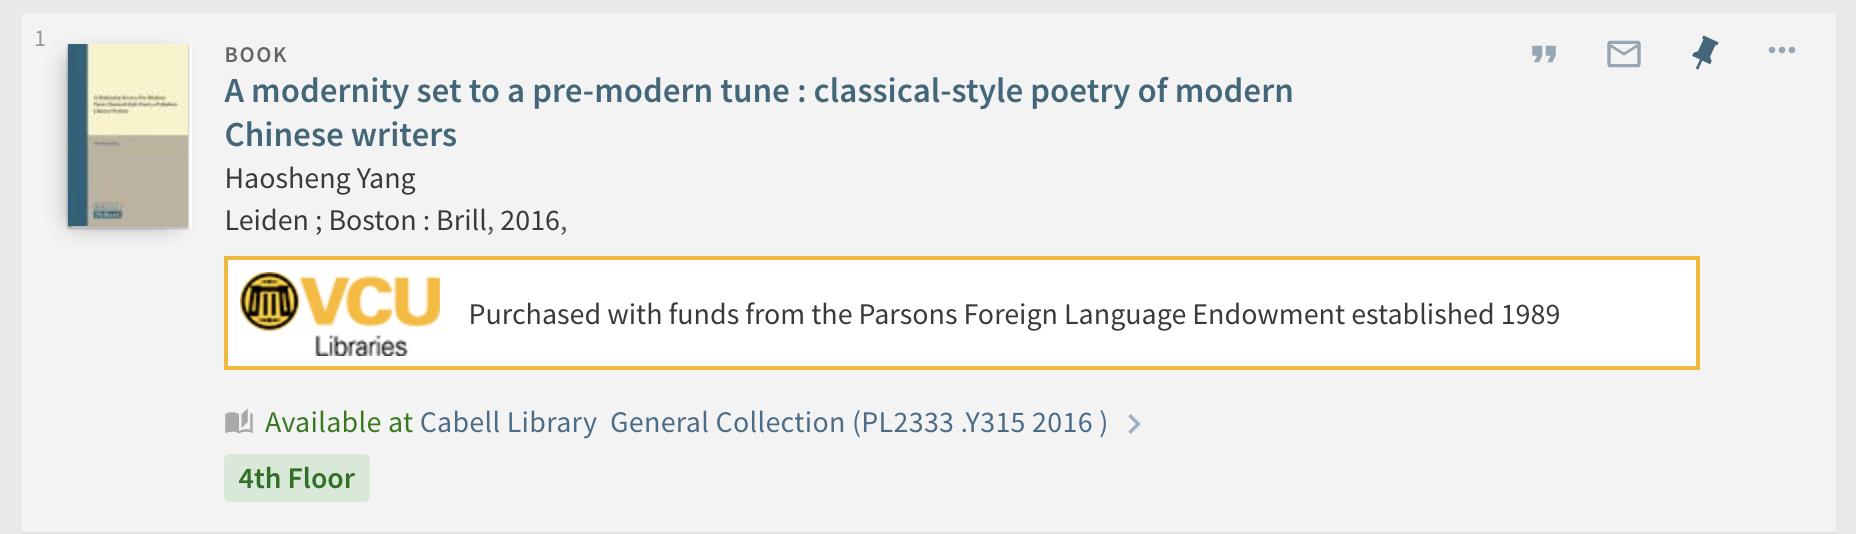 1
BOOK
A modernity set to a pre-modern tune : classical-style poetry of modern
Chinese writers
Haosheng Yang
Leiden ; Boston : Brill, 2016,
VCU
Libraries
Purchased with funds from the Parsons Foreign Language Endowment established 1989
Available at Cabell Library General Collection (PL2333 .Y315 2016 )
4th Floor